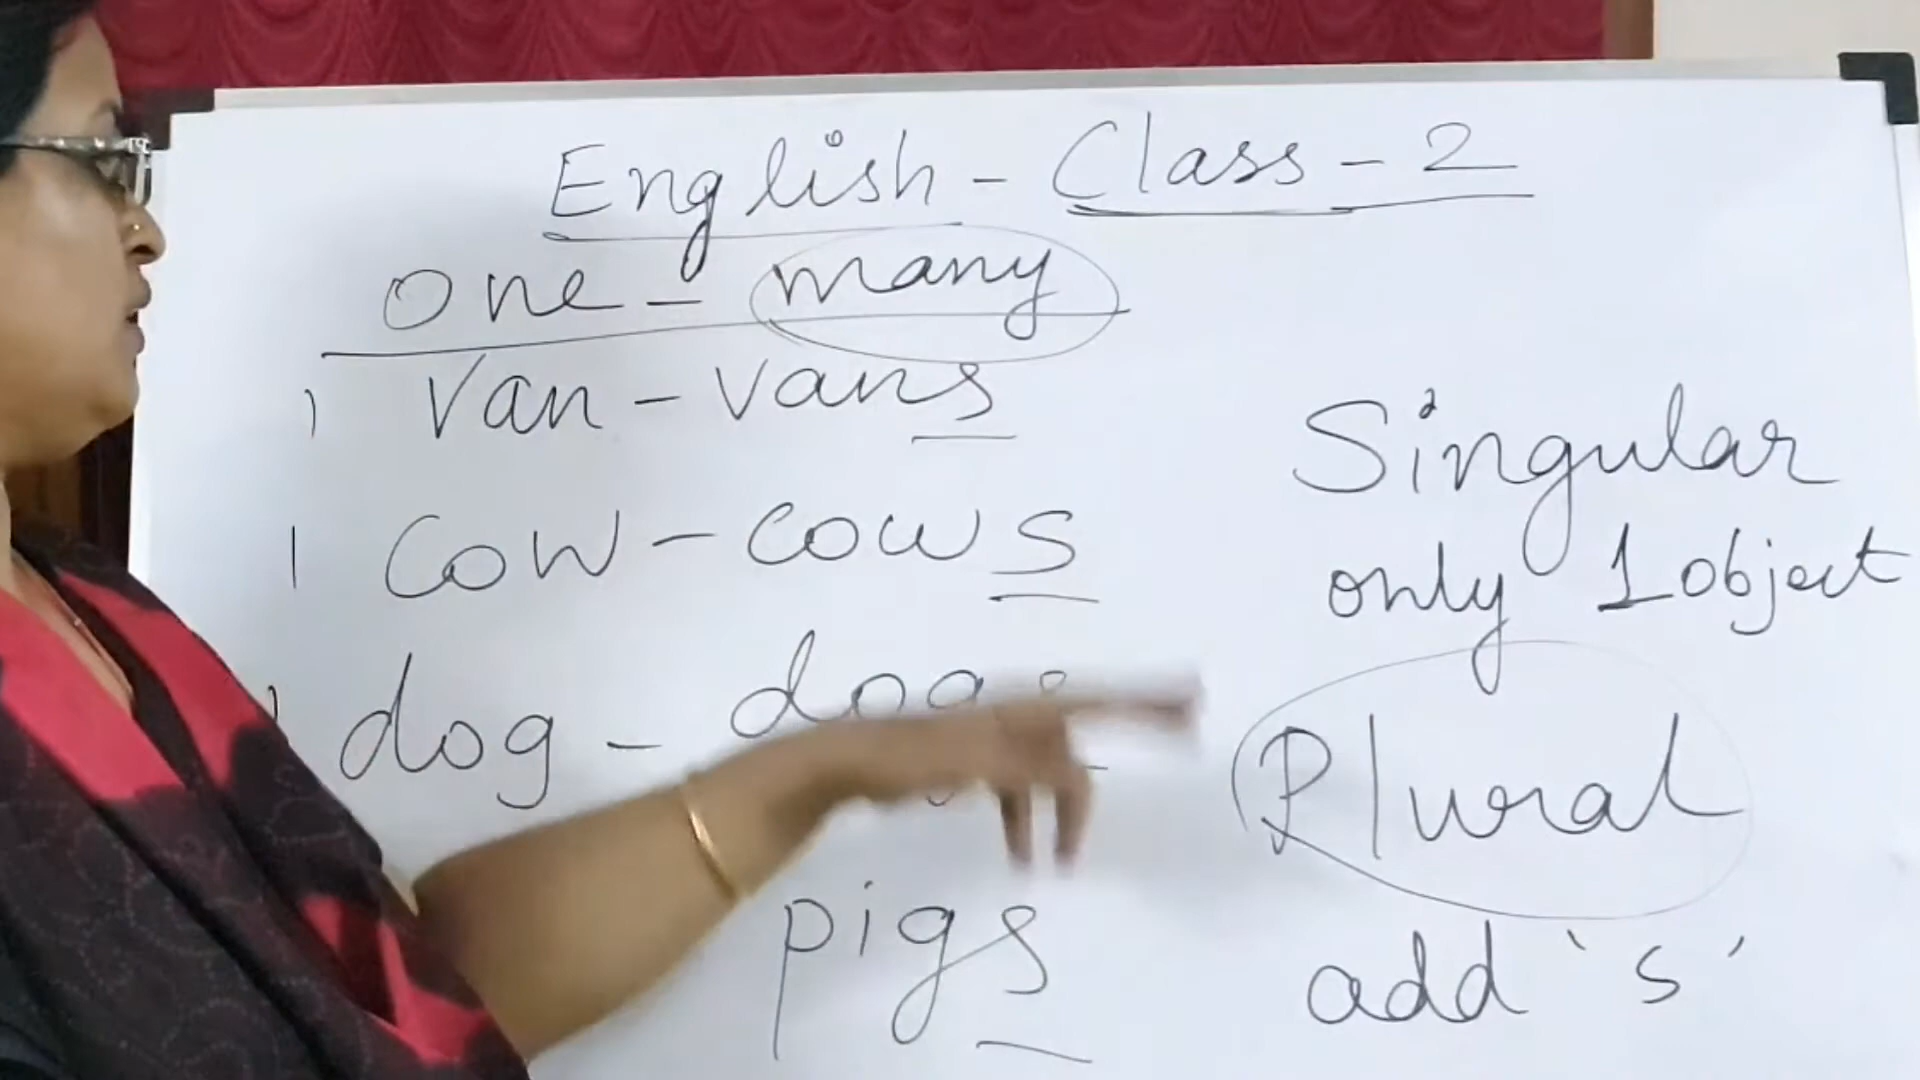 English - Class - 2
One - many
1 Van - vans
1 Cow - cows
dog - dogs
pigs
Singular
only 1 object
Plural
add 's'